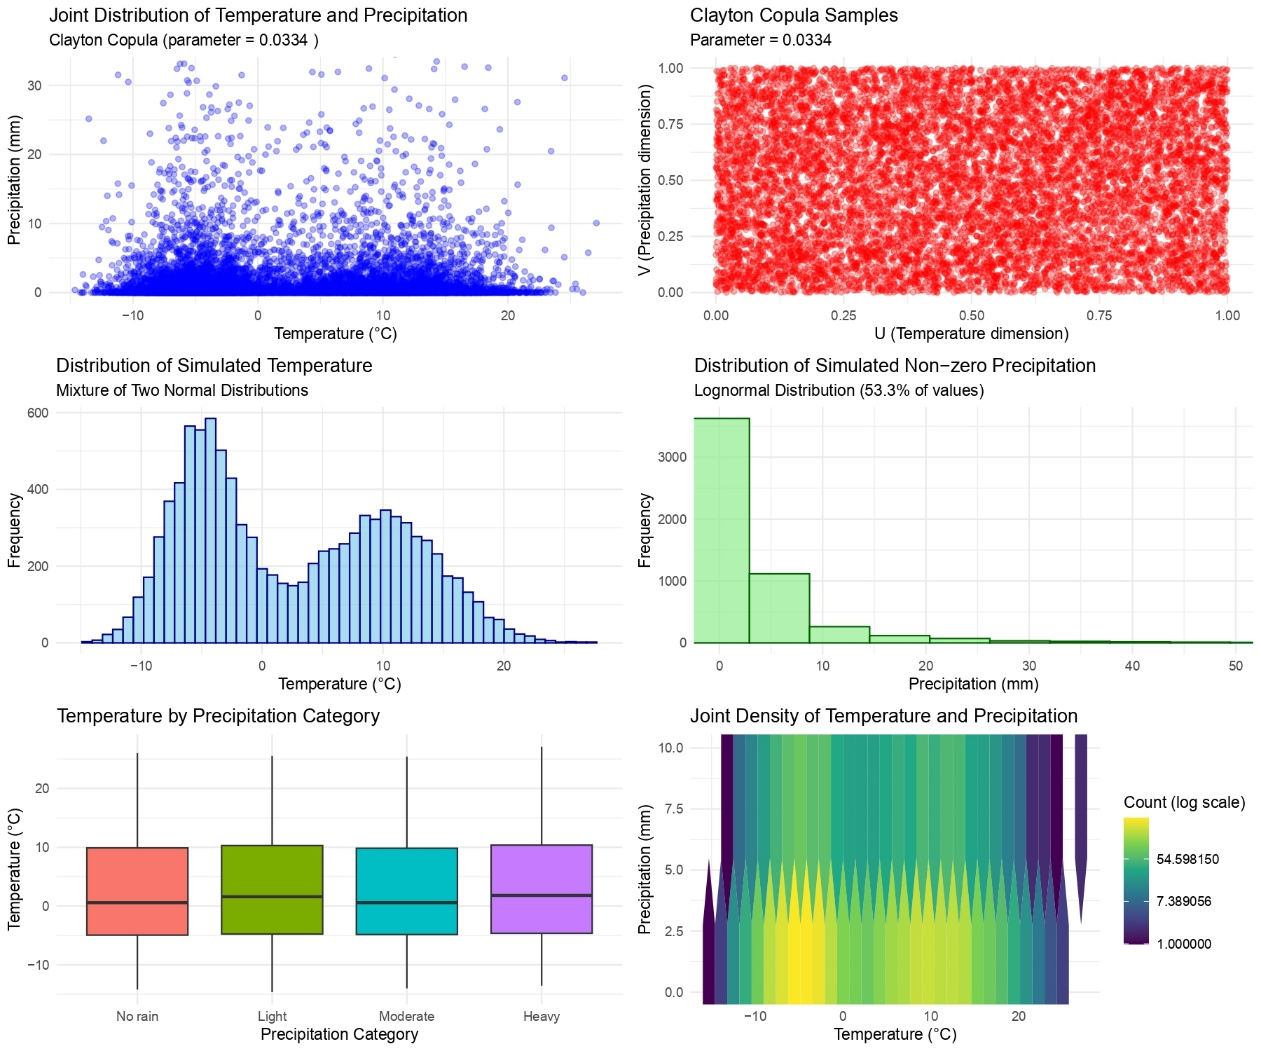 Joint Distribution of Temperature and Precipitation
Clayton Copula (parameter = 0.0334 )
Precipitation (mm)
30
20
10
0
−10
0
10
20
Temperature (°C)
Clayton Copula Samples
Parameter = 0.0334
V (Precipitation dimension)
1.00
0.75
0.50
0.25
0.00
0.00
0.25
0.50
0.75
1.00
U (Temperature dimension)
Distribution of Simulated Temperature
Mixture of Two Normal Distributions
Frequency
600
400
200
0
−10
0
10
20
Temperature (°C)
Distribution of Simulated Non−zero Precipitation
Lognormal Distribution (53.3% of values)
Frequency
3000
2000
1000
0
0
10
20
30
40
50
Precipitation (mm)
Temperature by Precipitation Category
Temperature (°C)
20
10
0
−10
No rain
Light
Moderate
Heavy
Precipitation Category
Joint Density of Temperature and Precipitation
Precipitation (mm)
10.0
7.5
5.0
2.5
0.0
−10
0
10
20
Temperature (°C)
Count (log scale)
54.598150
7.389056
1.000000